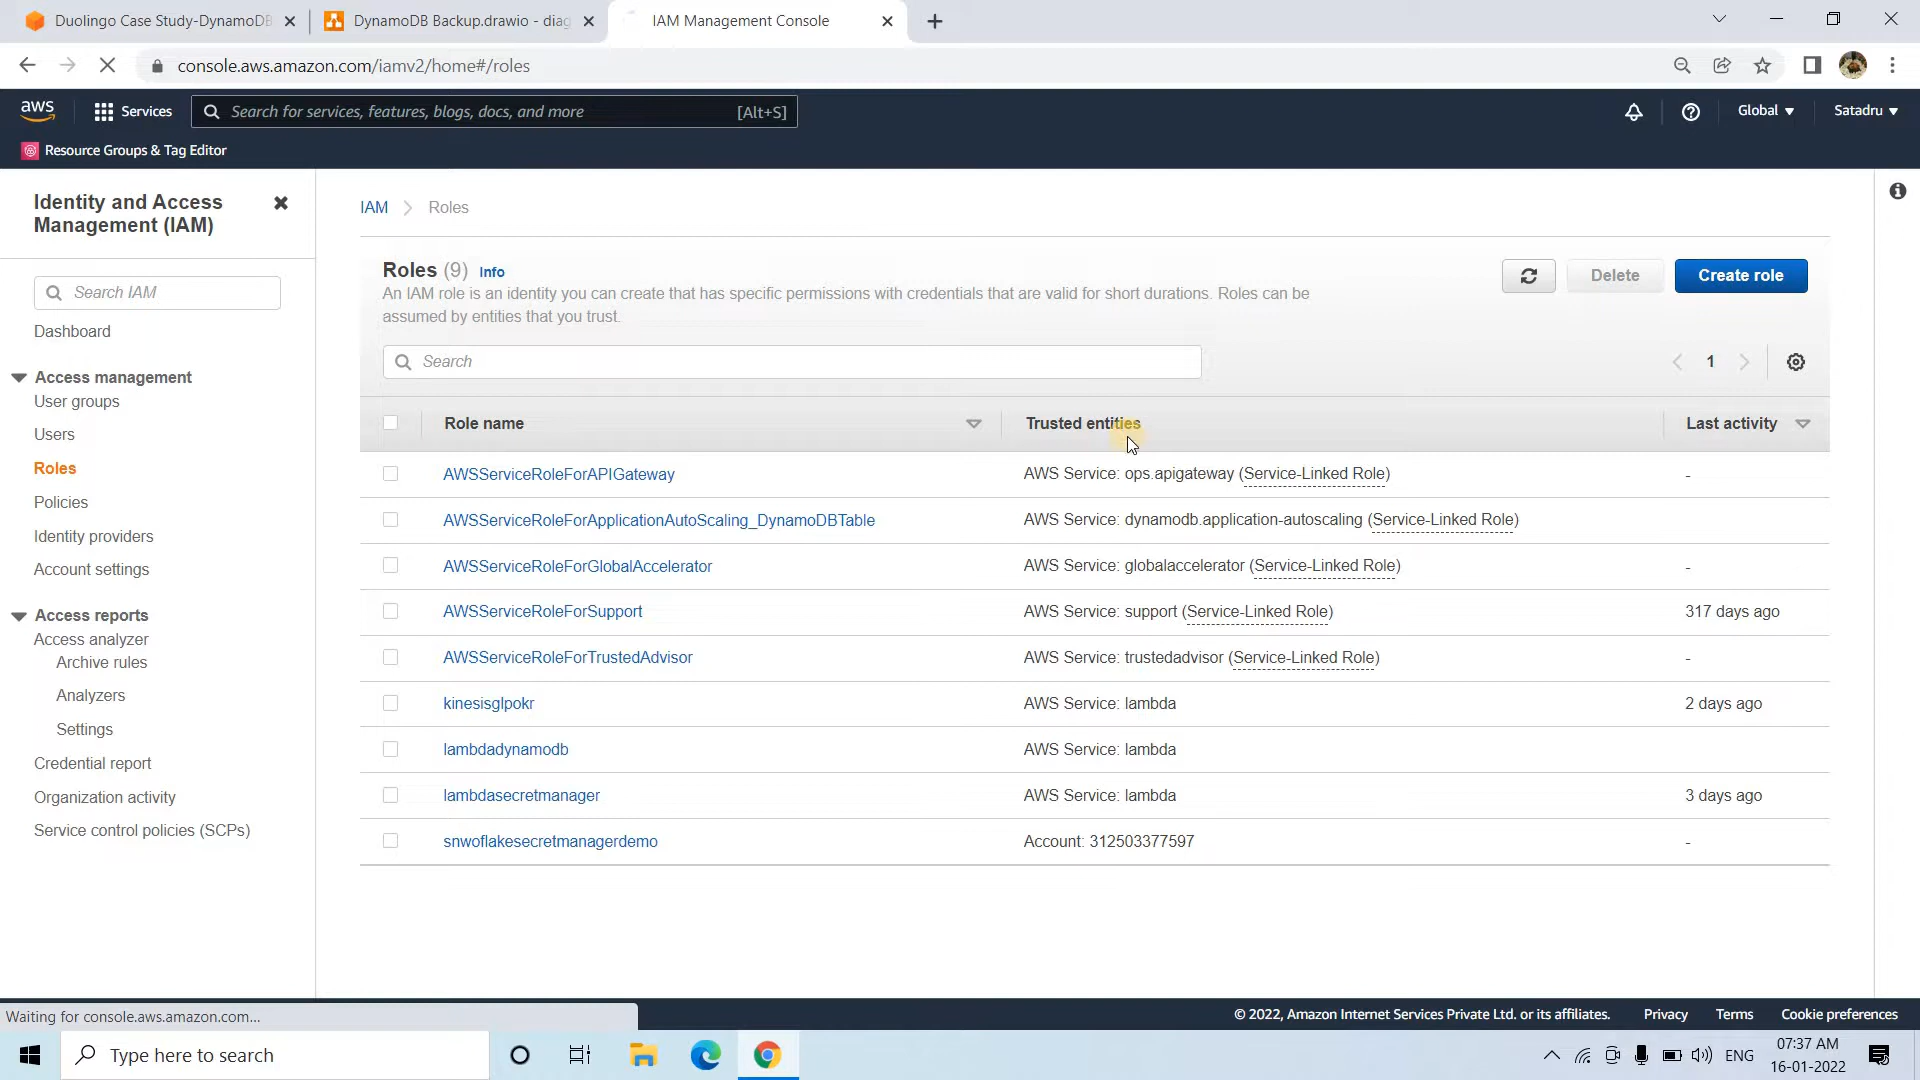 Duolingo Case Study-DynamoDB
DynamoDB Backup.drawio - diag
IAM Management Console
console.aws.amazon.com/iamv2/home#/roles
aws
Services
Search for services, features, blogs, docs, and more
[Alt+S]
Global
Satadru
Resource Groups & Tag Editor
Identity and Access
Management (IAM)
Search IAM
Dashboard
Access management
User groups
Users
Roles
Policies
Identity providers
Account settings
Access reports
Access analyzer
Archive rules
Analyzers
Settings
Credential report
Organization activity
Service control policies (SCPs)
IAM
Roles
Roles (9) Info
An IAM role is an identity you can create that has specific permissions with credentials that are valid for short durations. Roles can be
assumed by entities that you trust.
Delete
Create role
Search
1
Role name
Trusted entities
Last activity
AWSServiceRoleForAPIGateway
AWS Service: ops.apigateway (Service-Linked Role)
-
AWSServiceRoleForApplicationAutoScaling_DynamoDBTable
AWS Service: dynamodb.application-autoscaling (Service-Linked Role)
AWSServiceRoleForGlobalAccelerator
AWS Service: globalaccelerator (Service-Linked Role)
-
AWSServiceRoleForSupport
AWS Service: support (Service-Linked Role)
317 days ago
AWSServiceRoleForTrustedAdvisor
AWS Service: trustedadvisor (Service-Linked Role)
-
kinesisglpokr
AWS Service: lambda
2 days ago
lambdadynamodb
AWS Service: lambda
lambdasecretmanager
AWS Service: lambda
3 days ago
snwoflakesecretmanagerdemo
Account: 312503377597
-
Waiting for console.aws.amazon.com...
© 2022, Amazon Internet Services Private Ltd. or its affiliates.
Privacy
Terms
Cookie preferences
Type here to search
ENG
07:37 AM
16-01-2022